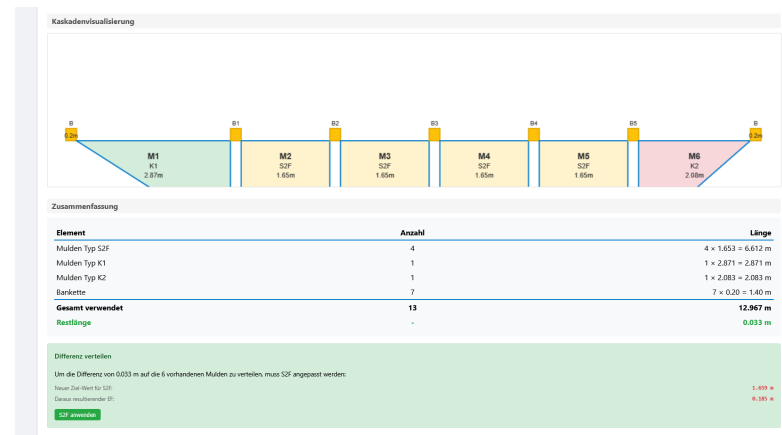 Kaskadenvisualisierung
B B1 B2 B3 B4 B5 B
0.2m 0.2m
M1 M2 M3 M4 M5 M6
K1 S2F S2F S2F S2F K2
2.87m 1.65m 1.65m 1.65m 1.65m 2.08m
Zusammenfassung
Element Anzahl Länge
Mulden Typ S2F 4 4 × 1.653 = 6.612 m
Mulden Typ K1 1 1 × 2.871 = 2.871 m
Mulden Typ K2 1 1 × 2.083 = 2.083 m
Bankette 7 7 × 0.20 = 1.40 m
Gesamt verwendet 13 12.967 m
Restlänge - 0.033 m
Differenz verteilen
Um die Differenz von 0.033 m auf die 6 vorhandenen Mulden zu verteilen, muss S2F angepasst werden:
Neuer Ziel-Wert für S2F: 1.659 m
Daraus resultierender EF: 0.185 m
S2F anwenden